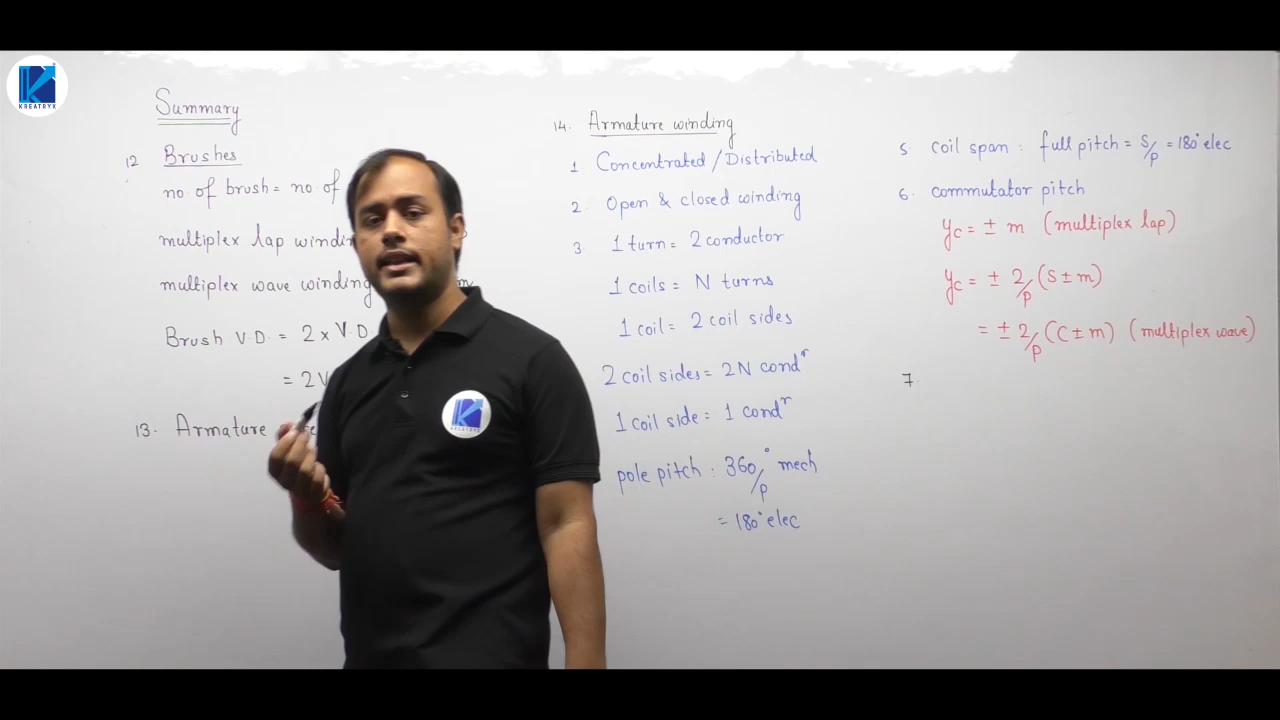 KREATRYX
Summary
12 Brushes
no. of brush = no. of
multiplex lap windin
multiplex wave winding
Brush V.D. = 2 x V.D
= 2V
13. Armature
14. Armature winding
1 Concentrated / Distributed
2. Open & closed winding
3 1 turn = 2 conductor
1 coils = N turns
1 coil = 2 coil sides
2 coil sides = 2N condʳ
1 coil side = 1 condʳ
pole pitch : 360/p° mech
= 180° elec
5. coil span : full pitch = S/p = 180° elec
6. commutator pitch
yc = ± m (multiplex lap)
yc = ± 2/p (S ± m)
= ± 2/p (C ± m) (multiplex wave)
7
KREATRYX